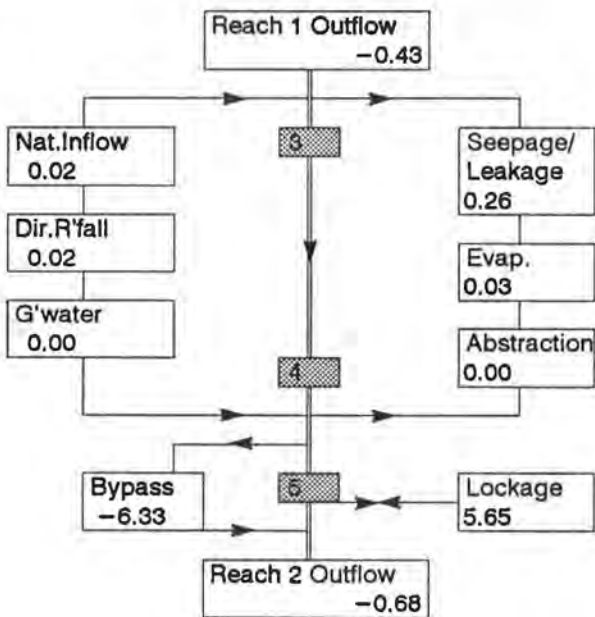 Reach 1 Outflow
−0.43
Nat.Inflow
0.02
3
Seepage/
Leakage
0.26
Dir.R'fall
0.02
Evap.
0.03
G'water
0.00
4
Abstraction
0.00
Bypass
−6.33
5
Lockage
5.65
Reach 2 Outflow
−0.68